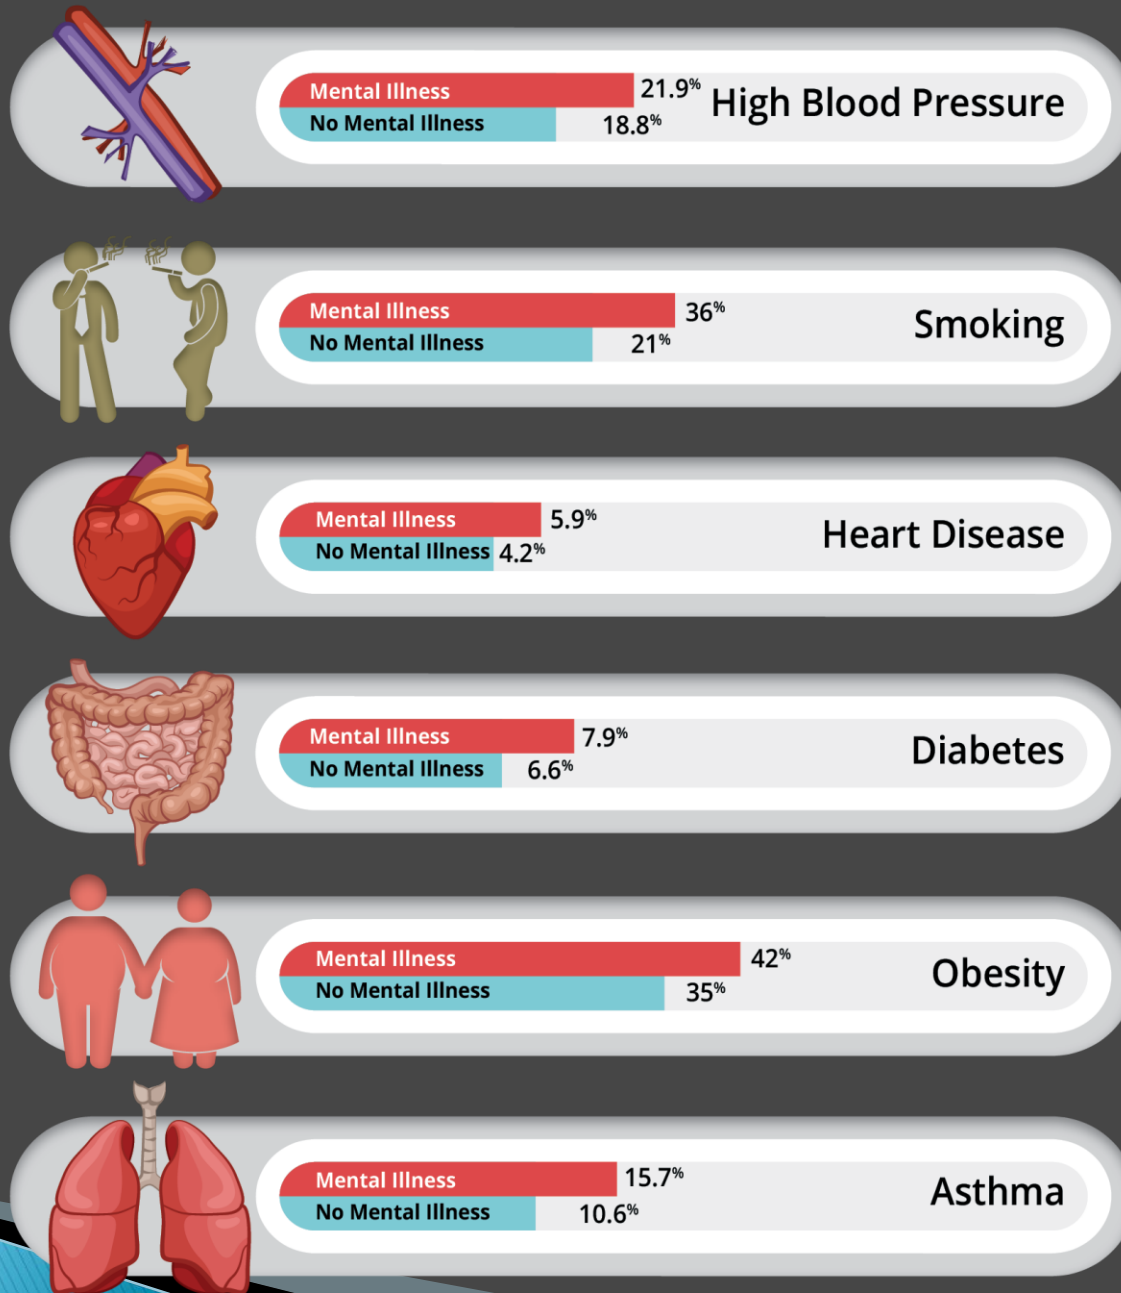 Mental Illness 21.9%
No Mental Illness 18.8%
High Blood Pressure
Mental Illness 36%
No Mental Illness 21%
Smoking
Mental Illness 5.9%
No Mental Illness 4.2%
Heart Disease
Mental Illness 7.9%
No Mental Illness 6.6%
Diabetes
Mental Illness 42%
No Mental Illness 35%
Obesity
Mental Illness 15.7%
No Mental Illness 10.6%
Asthma